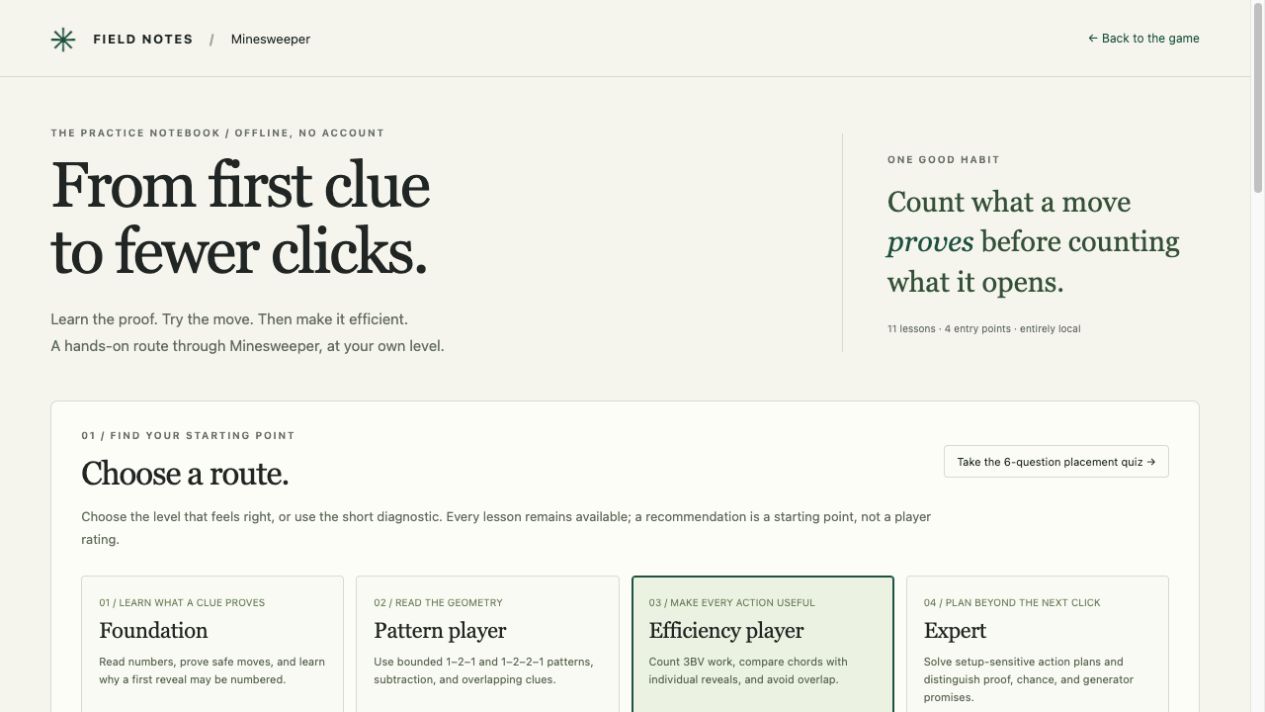 FIELD NOTES / Minesweeper
← Back to the game
THE PRACTICE NOTEBOOK / OFFLINE, NO ACCOUNT
From first clue
to fewer clicks.
Learn the proof. Try the move. Then make it efficient.
A hands-on route through Minesweeper, at your own level.
ONE GOOD HABIT
Count what a move
proves before counting
what it opens.
11 lessons · 4 entry points · entirely local
01 / FIND YOUR STARTING POINT
Choose a route.
Take the 6-question placement quiz →
Choose the level that feels right, or use the short diagnostic. Every lesson remains available; a recommendation is a starting point, not a player
rating.
01 / LEARN WHAT A CLUE PROVES
Foundation
Read numbers, prove safe moves, and learn
why a first reveal may be numbered.
02 / READ THE GEOMETRY
Pattern player
Use bounded 1–2–1 and 1–2–2–1 patterns,
subtraction, and overlapping clues.
03 / MAKE EVERY ACTION USEFUL
Efficiency player
Count 3BV work, compare chords with
individual reveals, and avoid overlap.
04 / PLAN BEYOND THE NEXT CLICK
Expert
Solve setup-sensitive action plans and
distinguish proof, chance, and generator
promises.